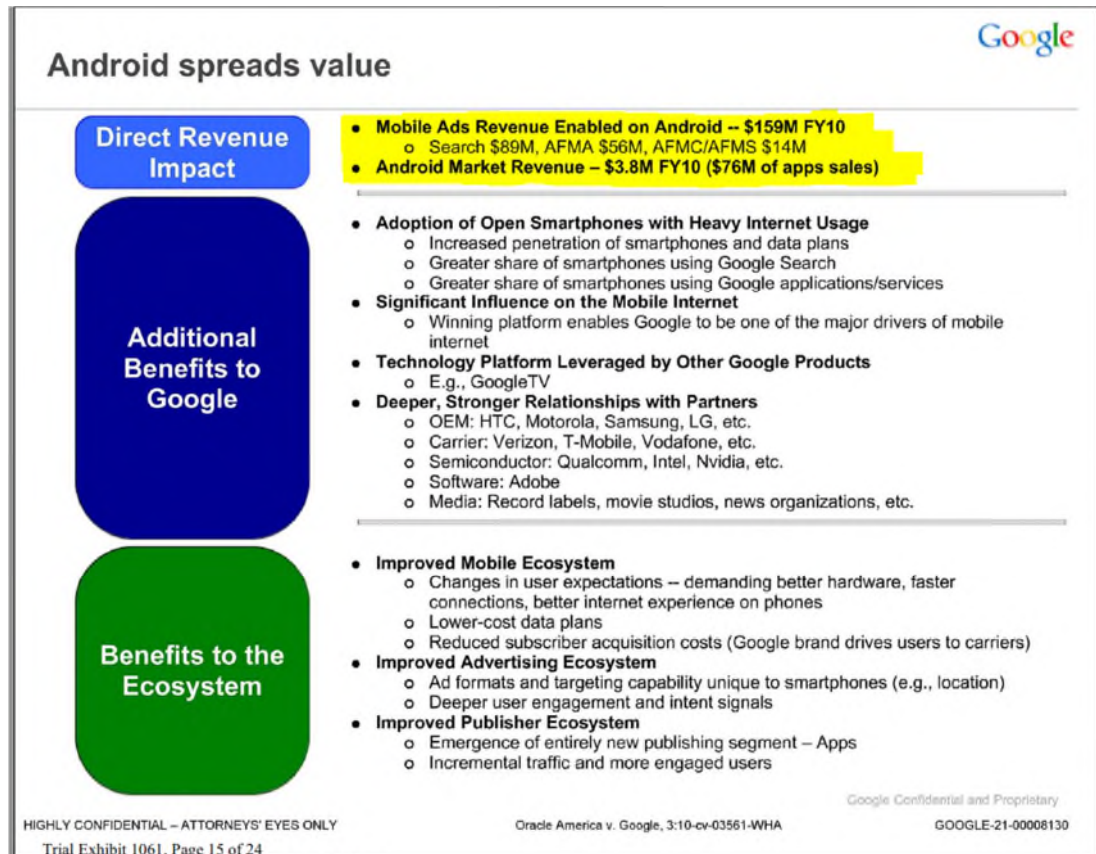 Google
Android spreads value
Direct Revenue
Impact
● Mobile Ads Revenue Enabled on Android -- $159M FY10
o Search $89M, AFMA $56M, AFMC/AFMS $14M
● Android Market Revenue – $3.8M FY10 ($76M of apps sales)
Additional
Benefits to
Google
● Adoption of Open Smartphones with Heavy Internet Usage
o Increased penetration of smartphones and data plans
o Greater share of smartphones using Google Search
o Greater share of smartphones using Google applications/services
● Significant Influence on the Mobile Internet
o Winning platform enables Google to be one of the major drivers of mobile
internet
● Technology Platform Leveraged by Other Google Products
o E.g., GoogleTV
● Deeper, Stronger Relationships with Partners
o OEM: HTC, Motorola, Samsung, LG, etc.
o Carrier: Verizon, T-Mobile, Vodafone, etc.
o Semiconductor: Qualcomm, Intel, Nvidia, etc.
o Software: Adobe
o Media: Record labels, movie studios, news organizations, etc.
Benefits to the
Ecosystem
● Improved Mobile Ecosystem
o Changes in user expectations -- demanding better hardware, faster
connections, better internet experience on phones
o Lower-cost data plans
o Reduced subscriber acquisition costs (Google brand drives users to carriers)
● Improved Advertising Ecosystem
o Ad formats and targeting capability unique to smartphones (e.g., location)
o Deeper user engagement and intent signals
● Improved Publisher Ecosystem
o Emergence of entirely new publishing segment – Apps
o Incremental traffic and more engaged users
Google Confidential and Proprietary
HIGHLY CONFIDENTIAL – ATTORNEYS' EYES ONLY
Oracle America v. Google, 3:10-cv-03561-WHA
GOOGLE-21-00008130
Trial Exhibit 1061, Page 15 of 24